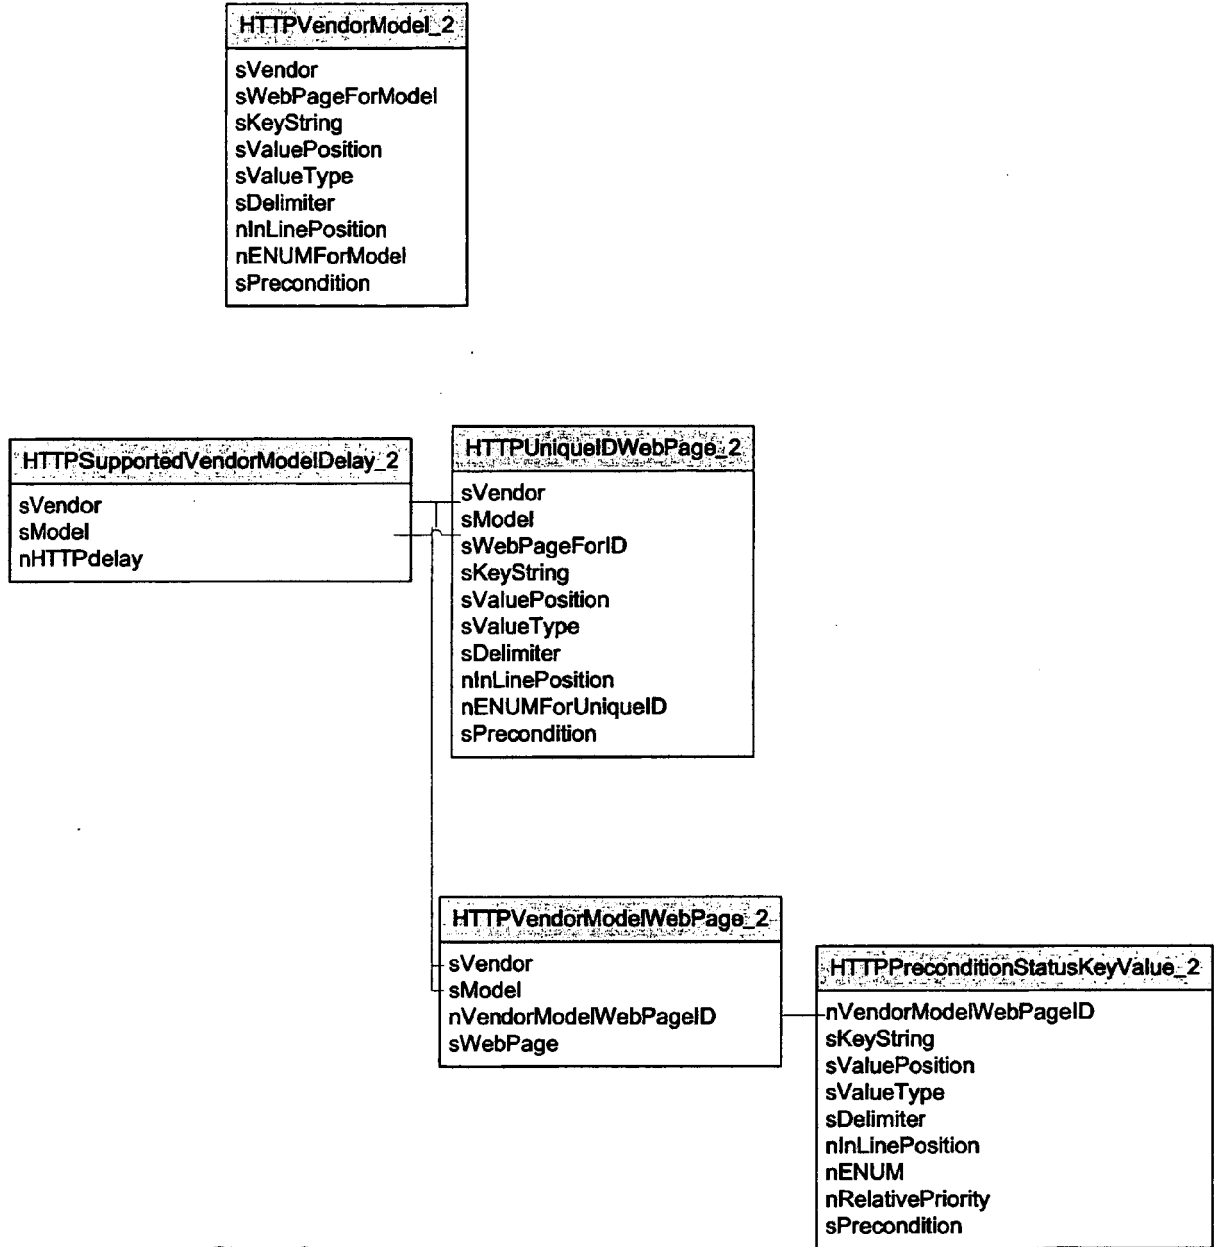 HTTPVendorModel_2
sVendor
sWebPageForModel
sKeyString
sValuePosition
sValueType
sDelimiter
nInLinePosition
nENUMForModel
sPrecondition
HTTPSupportedVendorModelDelay_2
sVendor
sModel
nHTTPdelay
HTTPUniqueIDWebPage_2
sVendor
sModel
sWebPageForID
sKeyString
sValuePosition
sValueType
sDelimiter
nInLinePosition
nENUMForUniqueID
sPrecondition
HTTPVendorModelWebPage_2
sVendor
sModel
nVendorModelWebPageID
sWebPage
HTTPPreconditionStatusKeyValue_2
nVendorModelWebPageID
sKeyString
sValuePosition
sValueType
sDelimiter
nInLinePosition
nENUM
nRelativePriority
sPrecondition